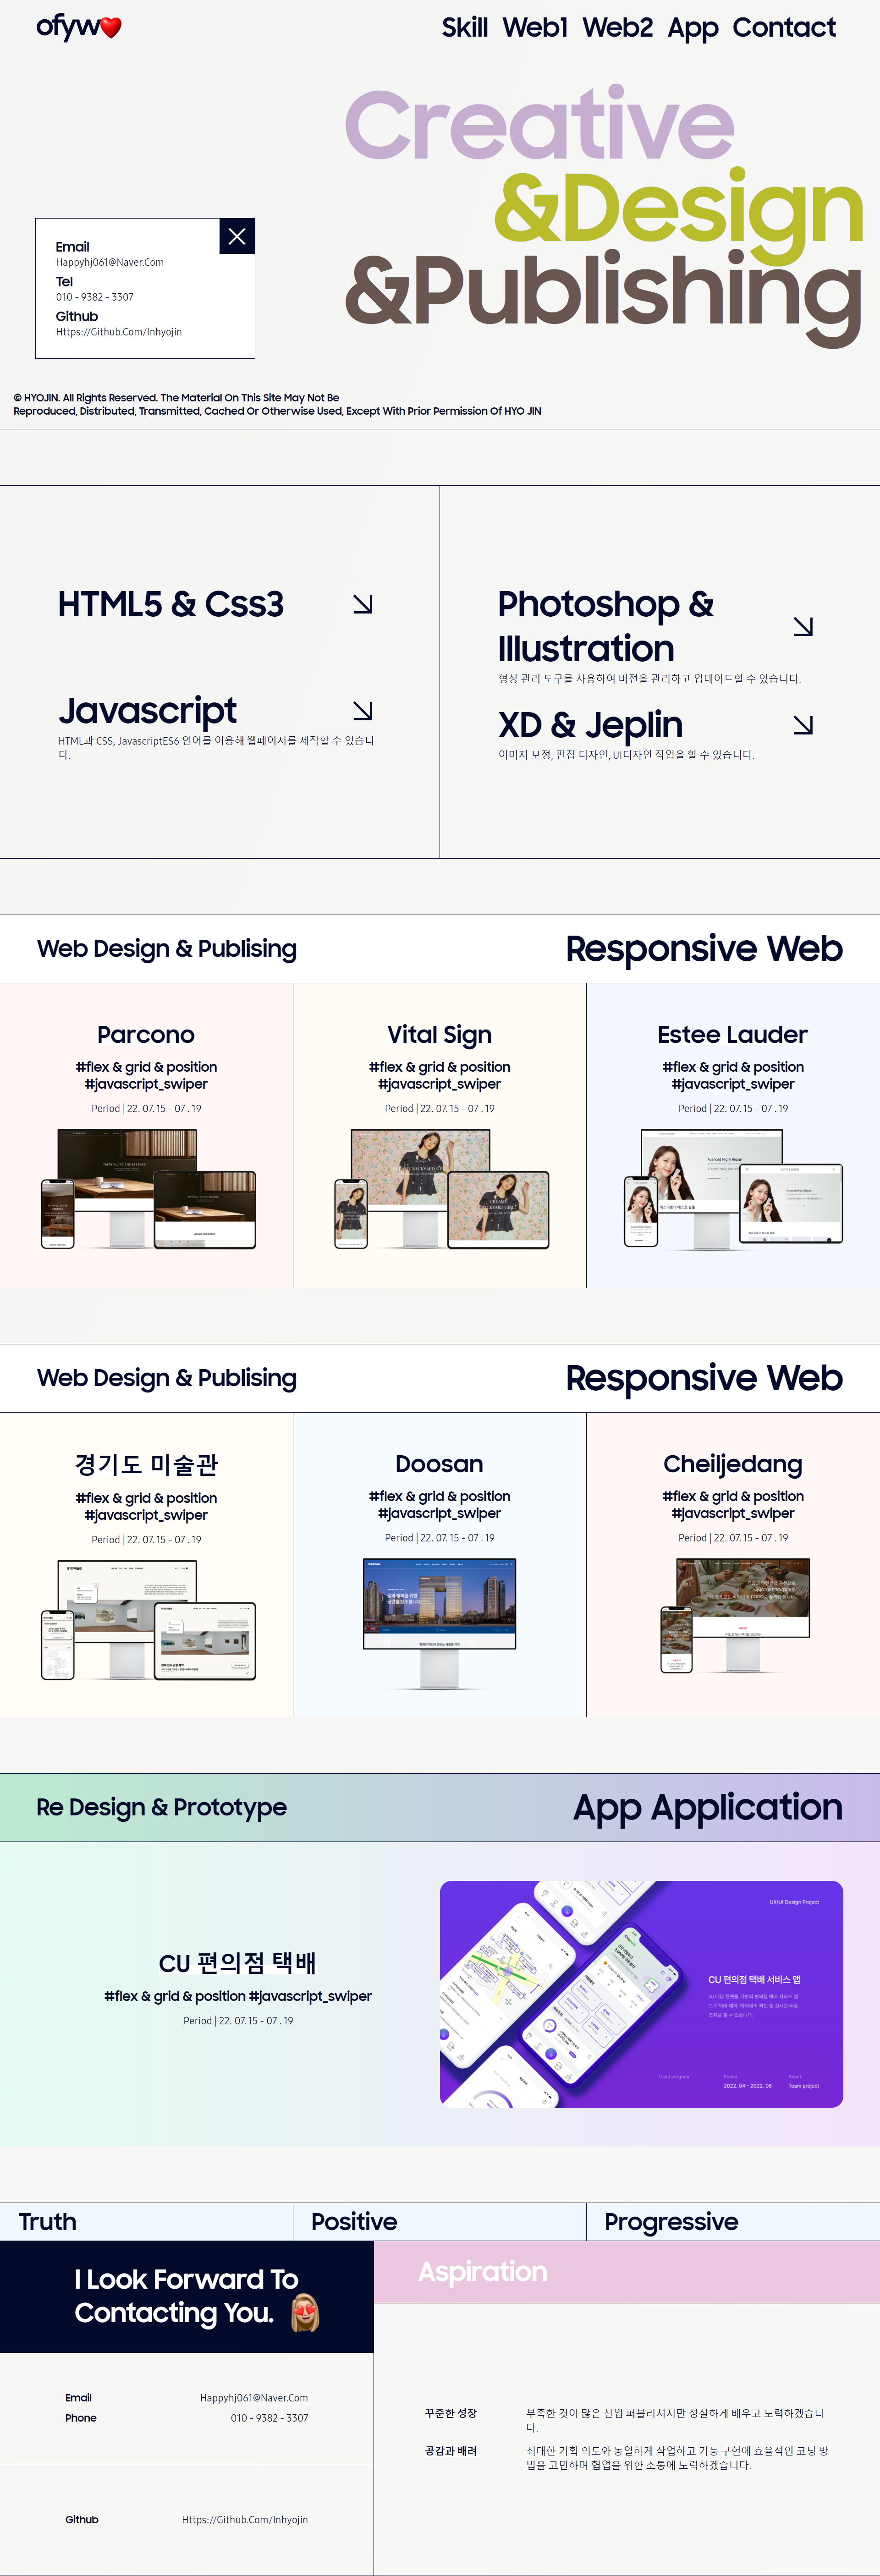 ofyw
Skill Web1 Web2 App Contact
Creative
&Design
&Publishing
Email
Happyhj061@Naver.Com
Tel
010 - 9382 - 3307
Github
Https://Github.Com/Inhyojin
© HYOJIN. All Rights Reserved. The Material On This Site May Not Be
Reproduced, Distributed, Transmitted, Cached Or Otherwise Used, Except With Prior Permission Of HYO JIN
HTML5 & Css3
Javascript
HTML과 CSS, JavascriptES6 언어를 이용해 웹페이지를 제작할 수 있습니
다.
Photoshop &
Illustration
형상 관리 도구를 사용하여 버전을 관리하고 업데이트할 수 있습니다.
XD & Jeplin
이미지 보정, 편집 디자인, UI디자인 작업을 할 수 있습니다.
Web Design & Publising
Responsive Web
Parcono
#flex & grid & position
#javascript_swiper
Period | 22. 07. 15 - 07 . 19
Vital Sign
#flex & grid & position
#javascript_swiper
Period | 22. 07. 15 - 07 . 19
Estee Lauder
#flex & grid & position
#javascript_swiper
Period | 22. 07. 15 - 07 . 19
Web Design & Publising
Responsive Web
경기도 미술관
#flex & grid & position
#javascript_swiper
Period | 22. 07. 15 - 07 . 19
Doosan
#flex & grid & position
#javascript_swiper
Period | 22. 07. 15 - 07 . 19
Cheiljedang
#flex & grid & position
#javascript_swiper
Period | 22. 07. 15 - 07 . 19
Re Design & Prototype
App Application
CU 편의점 택배
#flex & grid & position #javascript_swiper
Period | 22. 07. 15 - 07 . 19
UX/UI Design Project
CU 편의점 택배 서비스 앱
Used program
Period
About
2022. 04 - 2022. 06
Team project
Truth
Positive
Progressive
I Look Forward To
Contacting You.
Email
Happyhj061@Naver.Com
Phone
010 - 9382 - 3307
Github
Https://Github.Com/Inhyojin
Aspiration
꾸준한 성장
부족한 것이 많은 신입 퍼블리셔지만 성실하게 배우고 노력하겠습니
다.
공감과 배려
최대한 기획 의도와 동일하게 작업하고 기능 구현에 효율적인 코딩 방
법을 고민하며 협업을 위한 소통에 노력하겠습니다.